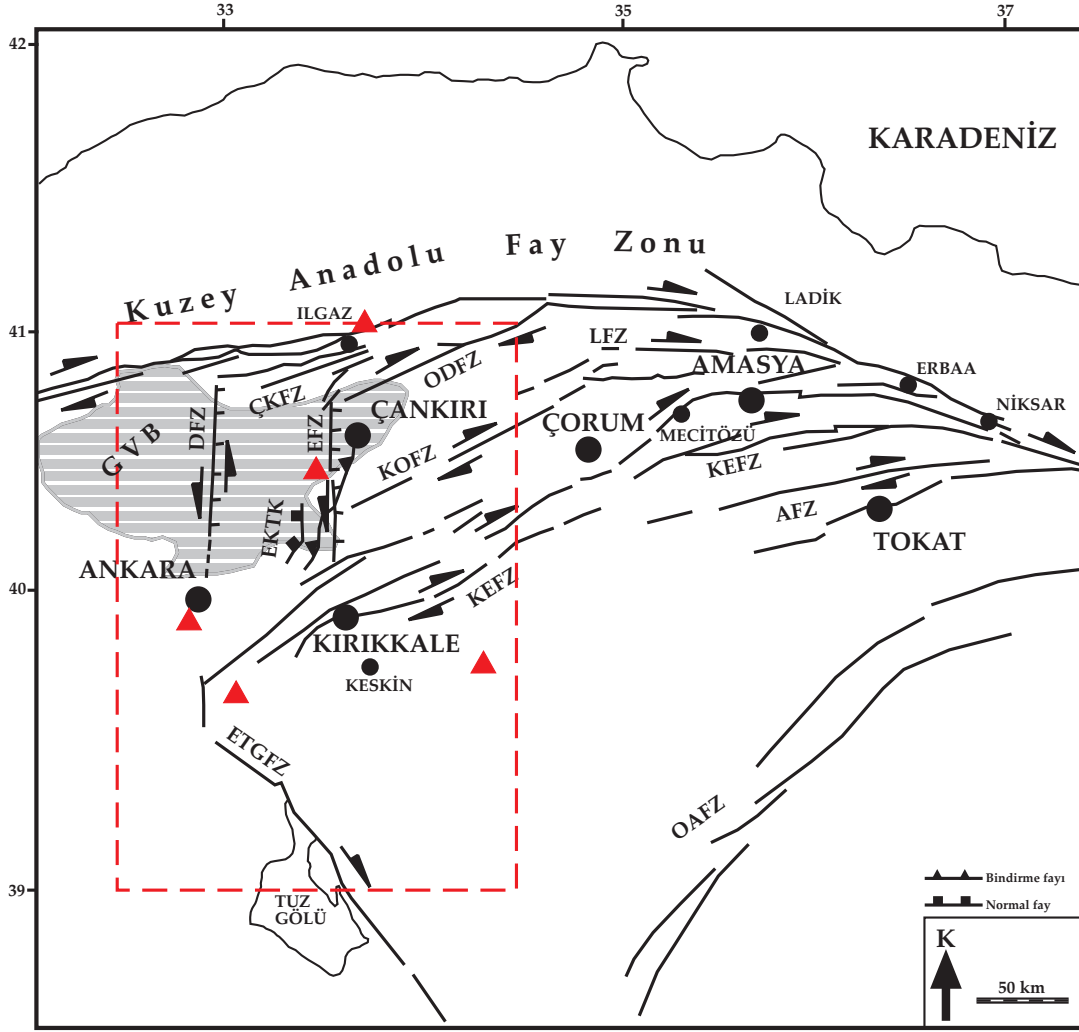 33
35
37
42
KARADENİZ
Kuzey Anadolu Fay Zonu
LADİK
ILGAZ
41
LFZ
ODFZ
AMASYA
ERBAA
ÇKFZ
NİKSAR
ÇANKIRI
DFZ
EFZ
ÇORUM
MECİTÖZÜ
GVB
KOFZ
KEFZ
AFZ
EKTK
TOKAT
ANKARA
40
KEFZ
KIRIKKALE
KESKİN
ETGFZ
OAFZ
39
TUZ
GÖLÜ
Bindirme fayı
Normal fay
K
50 km